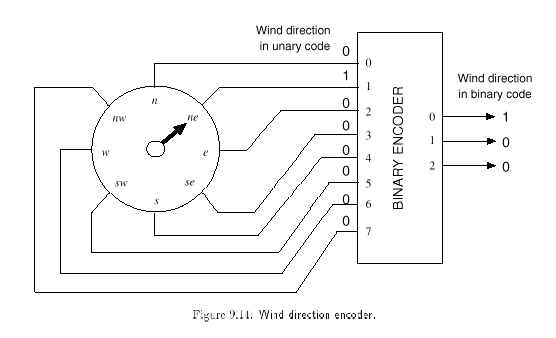 Wind direction
in unary code
Wind direction
in binary code
0
1
0
0
0
0
0
0
0
1
2
3
4
5
6
7
BINARY ENCODER
0
1
2
1
0
0
n
ne
e
se
s
sw
w
nw
Figure 9.14: Wind direction encoder.